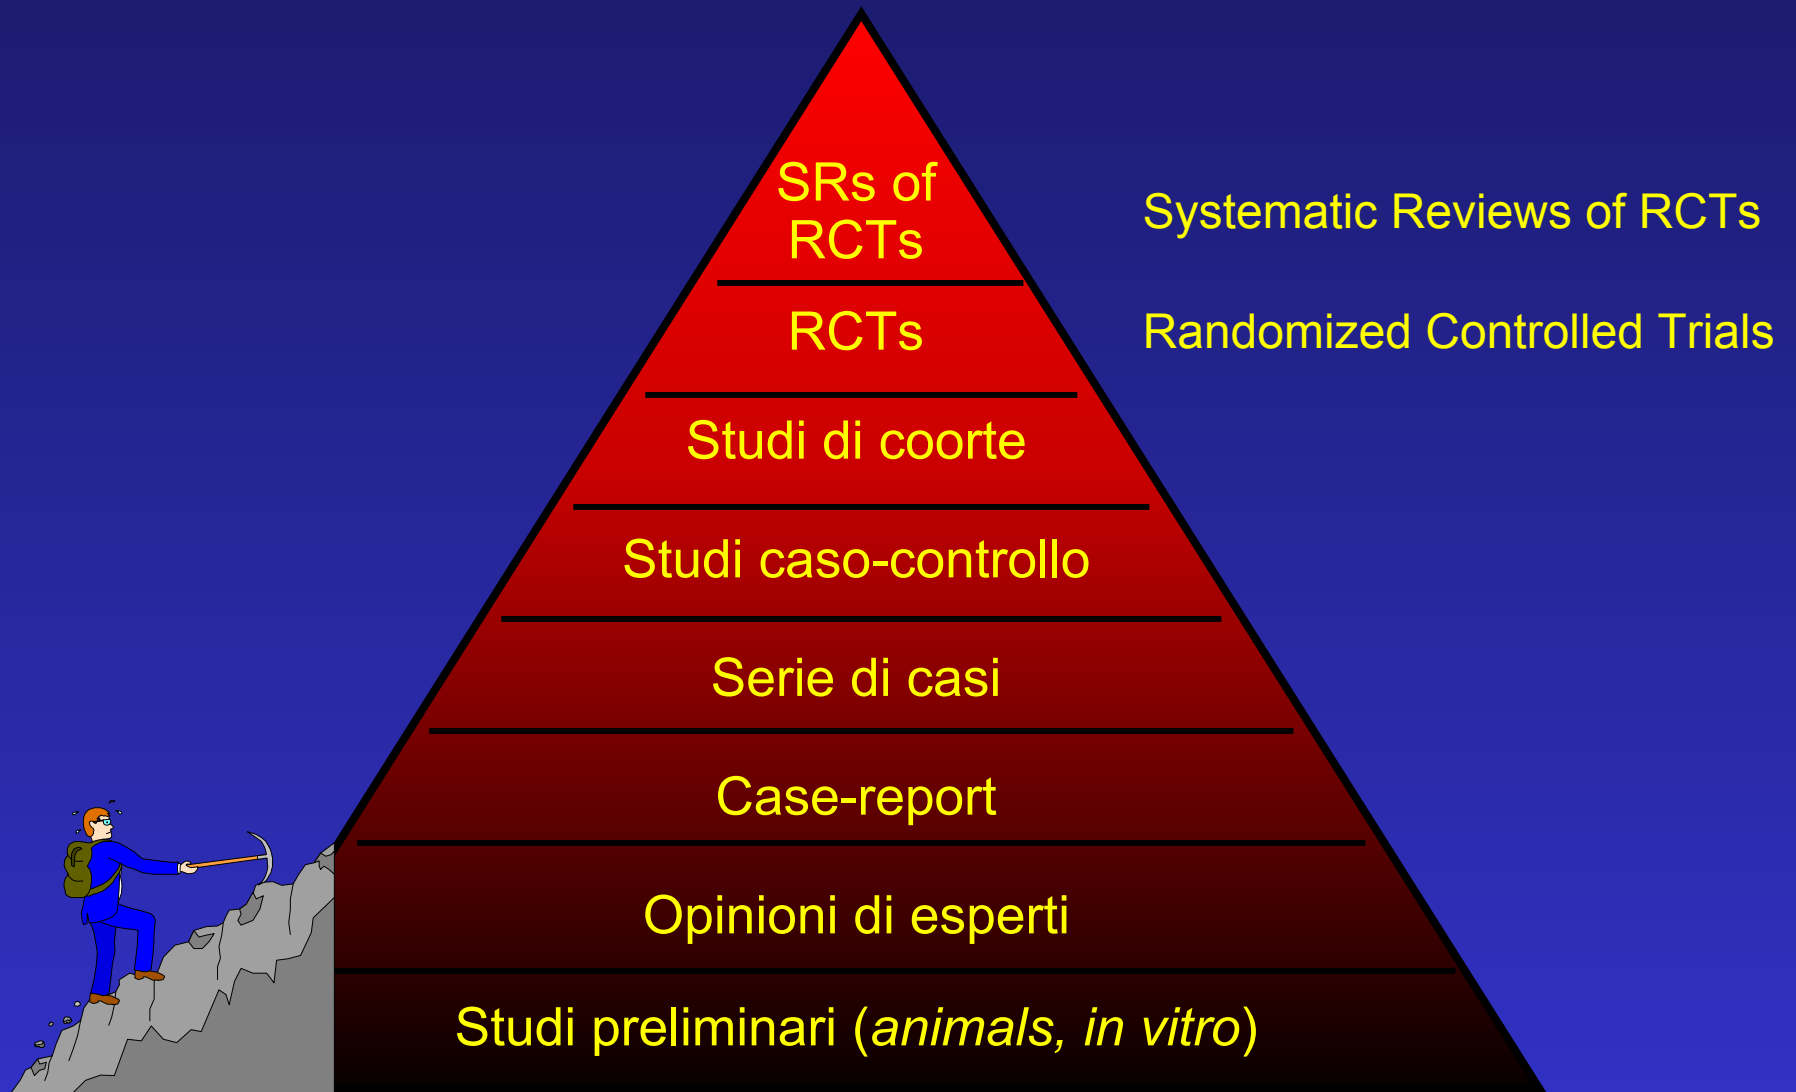 SRs of
RCTs
Systematic Reviews of RCTs
RCTs
Randomized Controlled Trials
Studi di coorte
Studi caso-controllo
Serie di casi
Case-report
Opinioni di esperti
Studi preliminari (animals, in vitro)